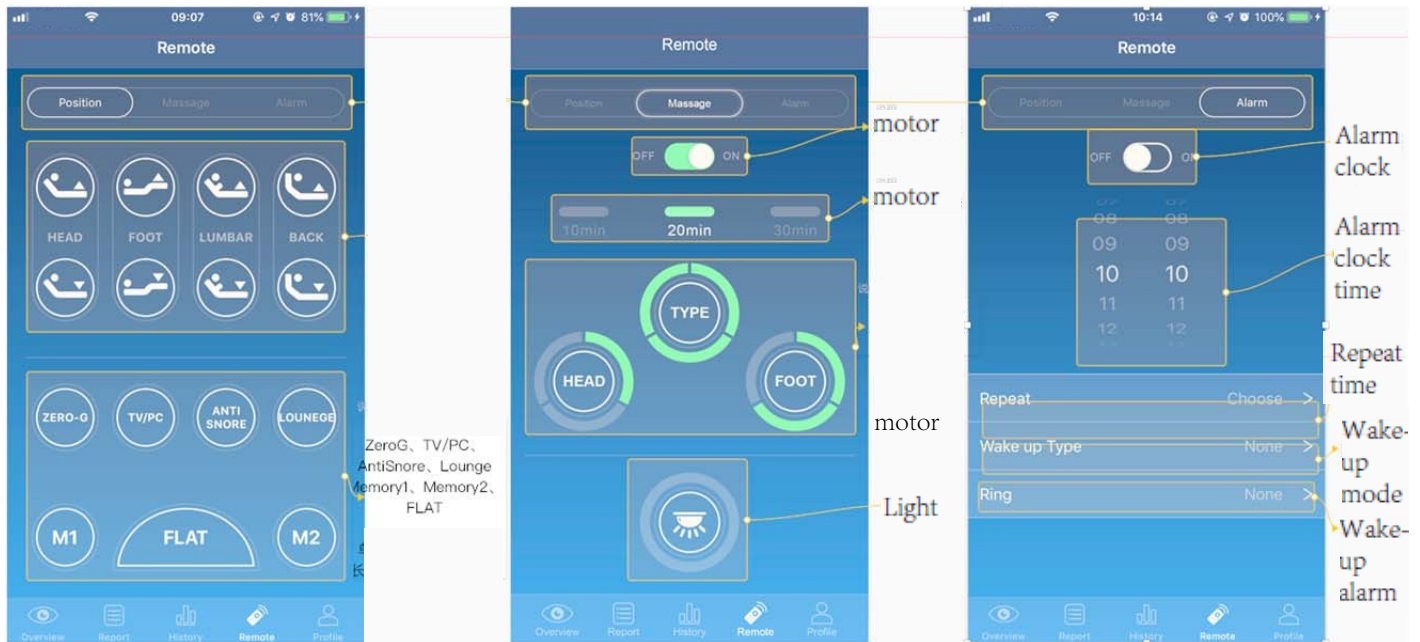 09:07
81%
Remote
Position
Massage
Alarm
HEAD
FOOT
LUMBAR
BACK
ZERO-G
TV/PC
ANTI
SNORE
LOUNEGE
M1
FLAT
M2
Overview
Report
History
Remote
Profile
ZeroG、TV/PC、
AntiSnore、Lounge
Memory1、Memory2、
FLAT
Remote
Position
Massage
Alarm
OFF
ON
10min
20min
30min
TYPE
HEAD
FOOT
Overview
Report
History
Remote
Profile
motor
motor
motor
Light
10:14
100%
Remote
Position
Massage
Alarm
OFF
08 08
09 09
10 10
11 11
12 12
Repeat
Choose >
Wake up Type
None >
Ring
None >
Overview
Report
History
Remote
Profile
Alarm
clock
Alarm
clock
time
Repeat
time
Wake-
up
mode
Wake-
up
alarm